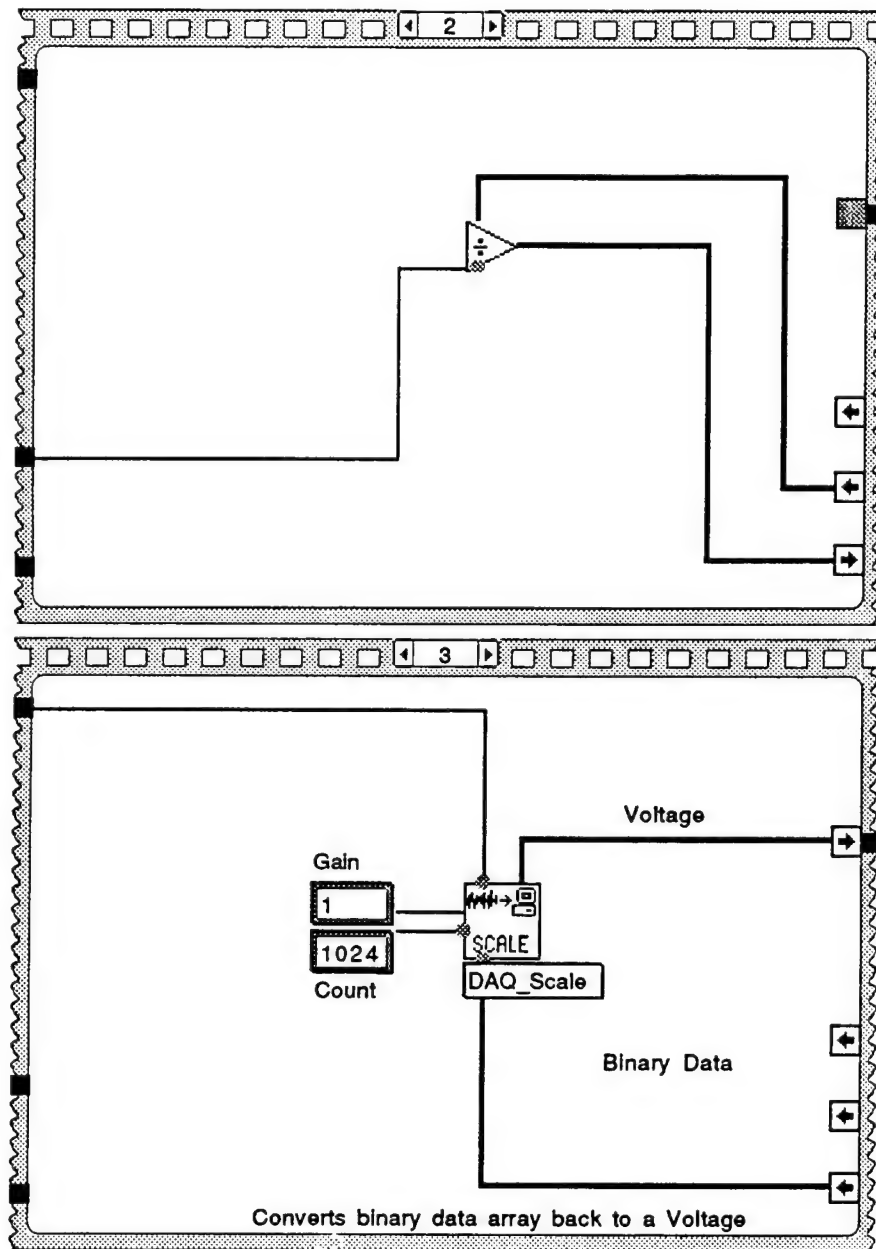 2
÷
3
Voltage
Gain
1
SCALE
1024
DAQ_Scale
Count
Binary Data
Converts binary data array back to a Voltage